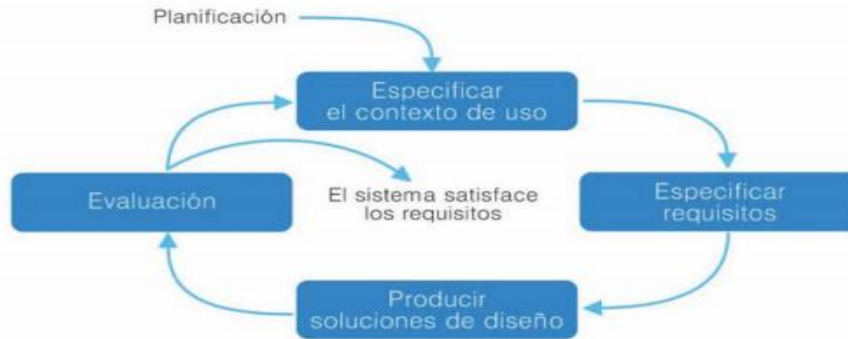 Planificación
Especificar
el contexto de uso
Evaluación
El sistema satisface
los requisitos
Especificar
requisitos
Producir
soluciones de diseño